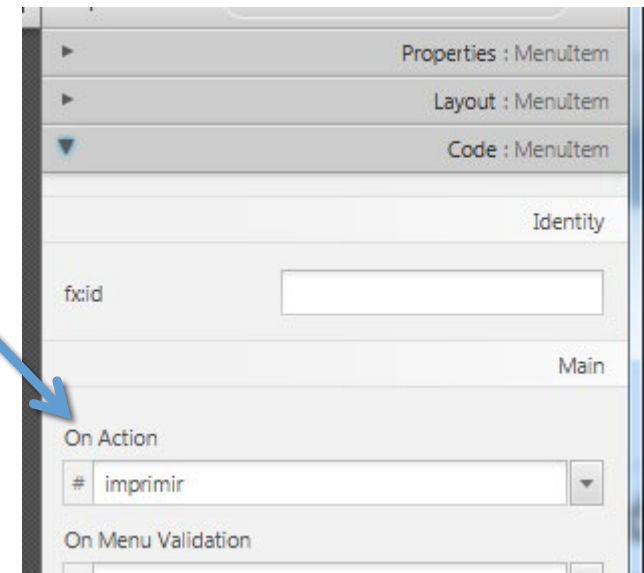 Properties : MenuItem
Layout : MenuItem
Code : MenuItem
Identity
fx:id
Main
On Action
# imprimir
On Menu Validation